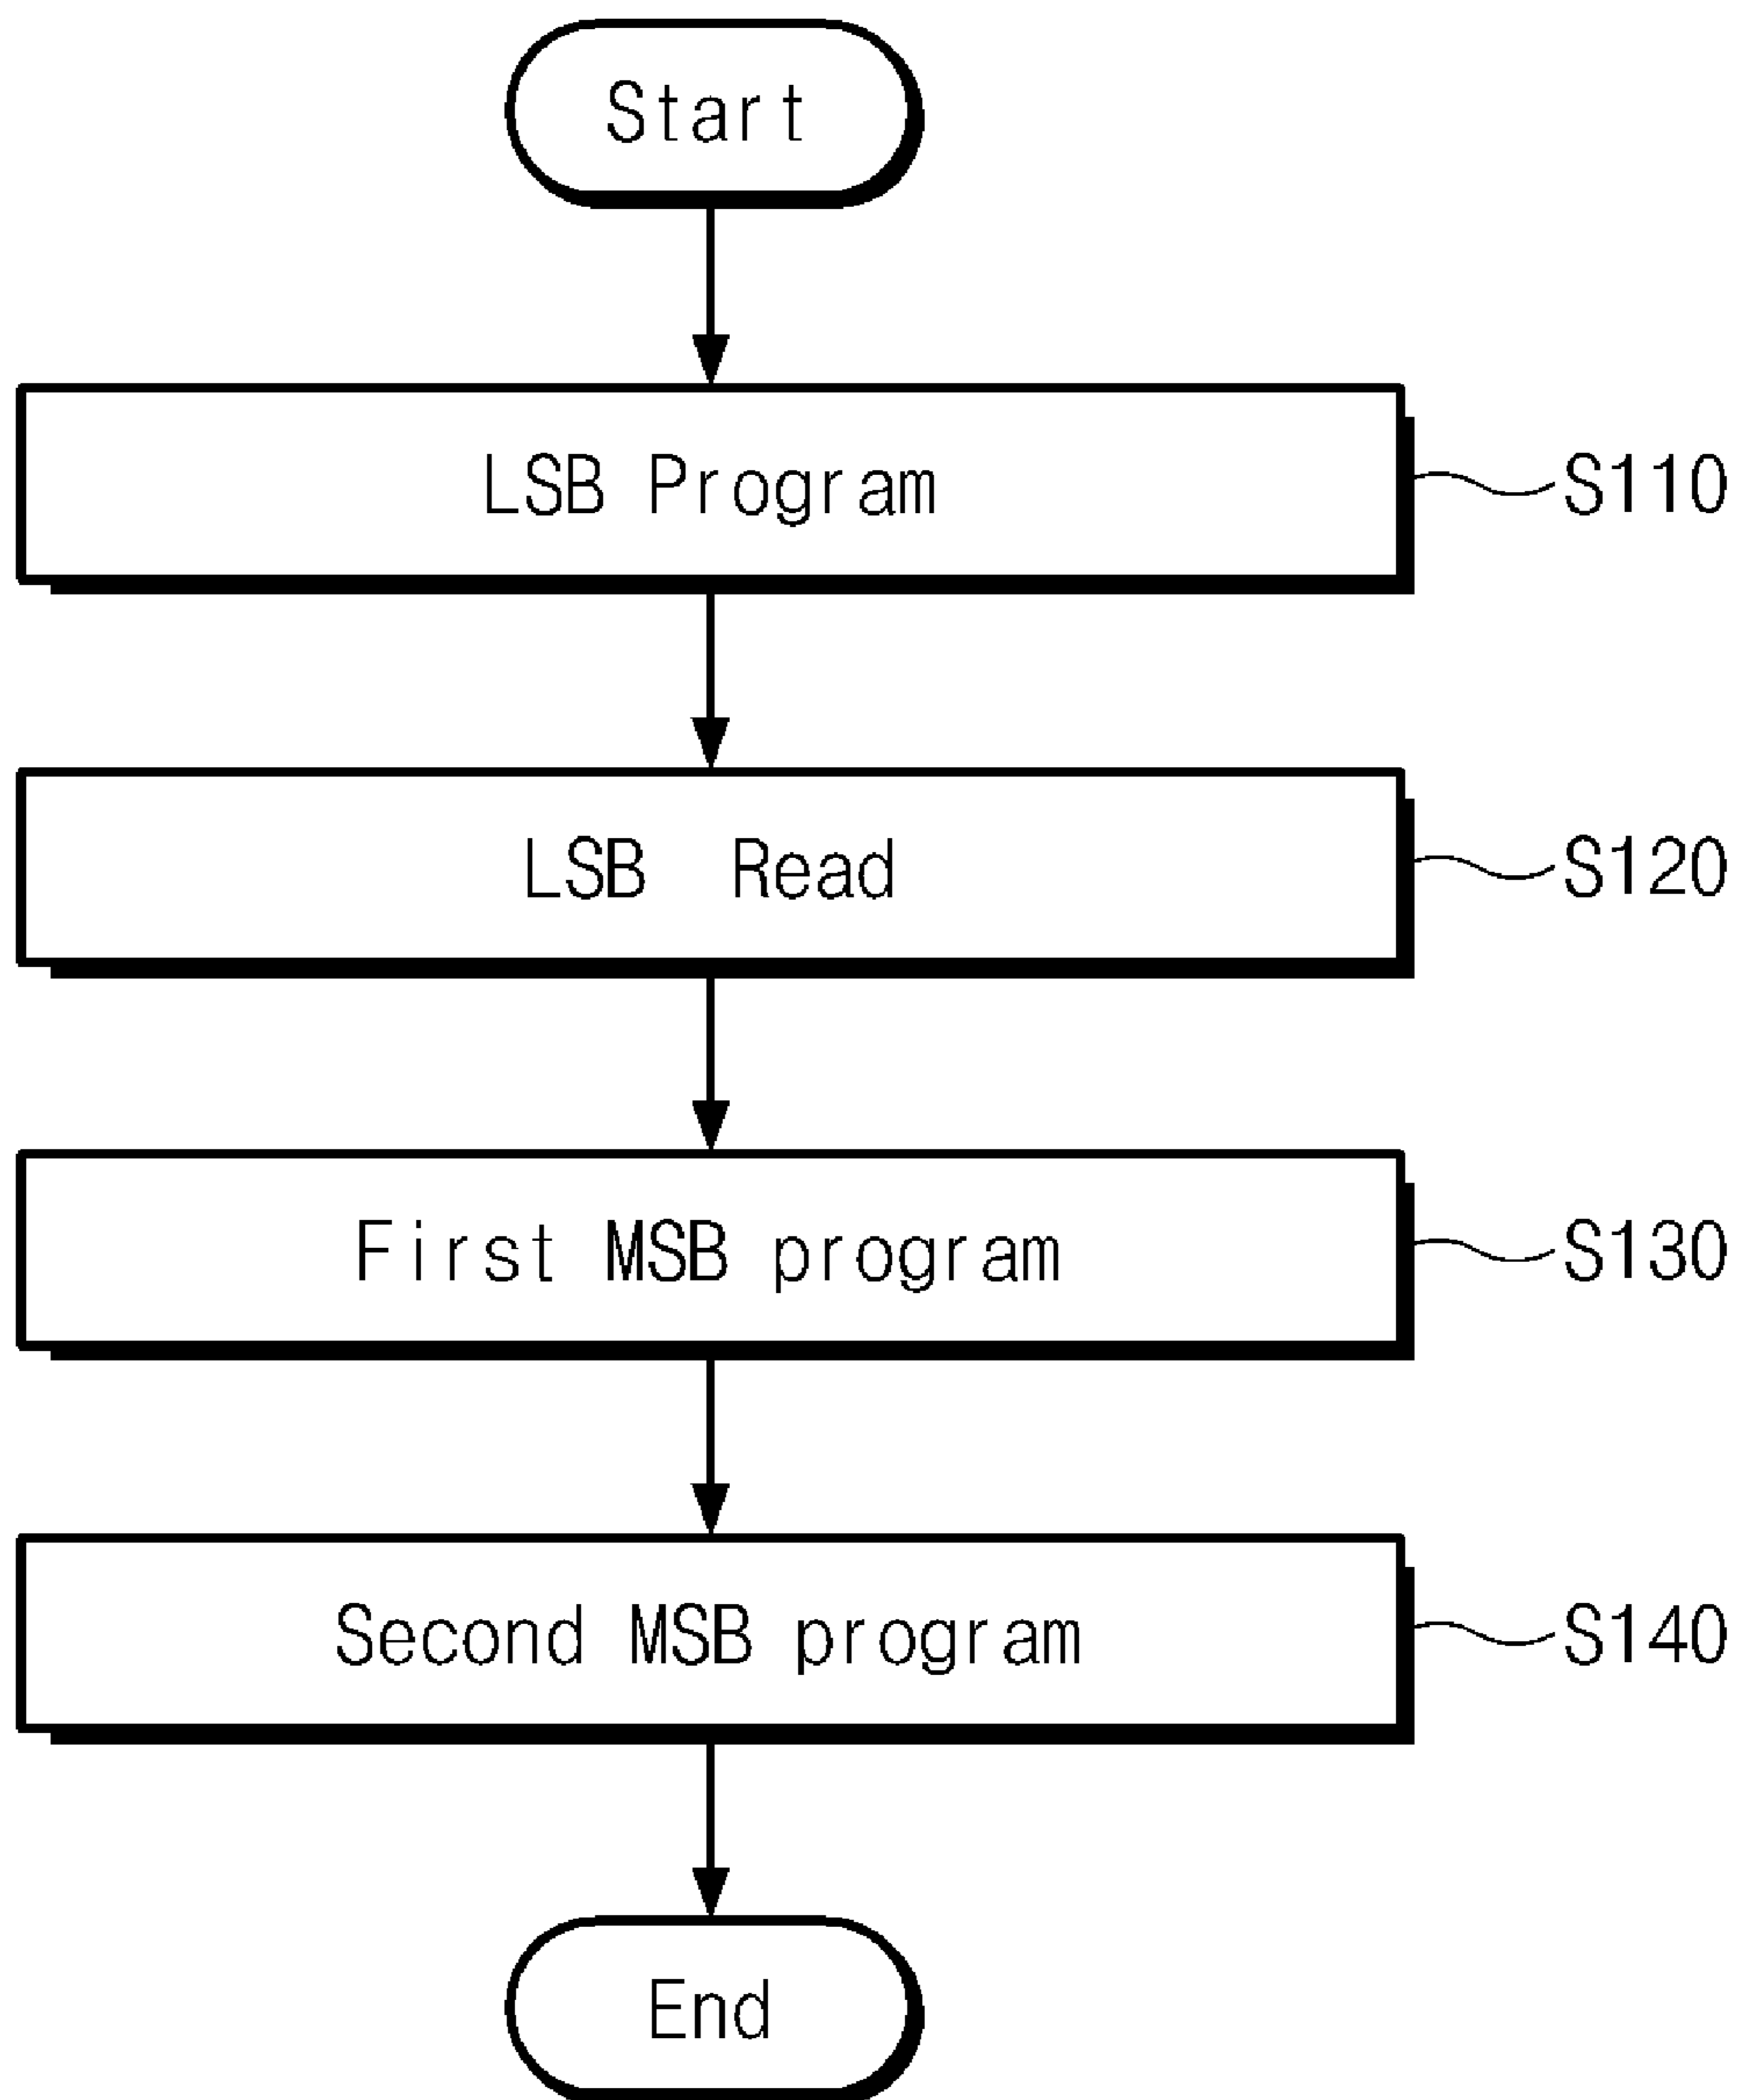 Start
LSB Program
S110
LSB Read
S120
First MSB program
S130
Second MSB program
S140
End